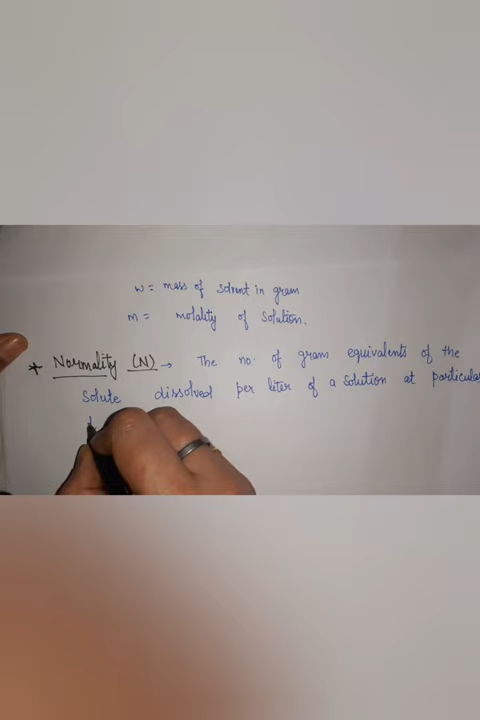 w = mass of solvent in gram
m = molality of solution.
* Normality (N) → The no. of gram equivalents of the
solute dissolved per liter of a solution at particular